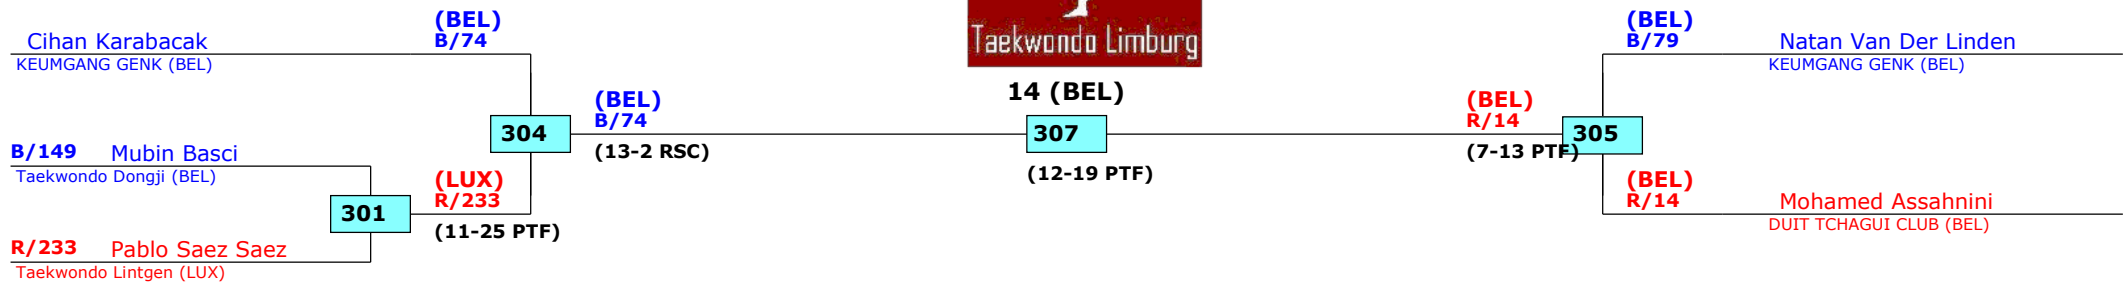 Taekwondo Limburg
14 (BEL)
(BEL)
B/74
Cihan Karabacak
KEUMGANG GENK (BEL)
B/149 Mubin Basci
Taekwondo Dongji (BEL)
R/233 Pablo Saez Saez
Taekwondo Lintgen (LUX)
301
(LUX)
R/233
(11-25 PTF)
304
(BEL)
B/74
(13-2 RSC)
307
(12-19 PTF)
(BEL)
R/14
(7-13 PTF)
305
(BEL)
B/79
Natan Van Der Linden
KEUMGANG GENK (BEL)
(BEL)
R/14
Mohamed Assahnini
DUIT TCHAGUI CLUB (BEL)